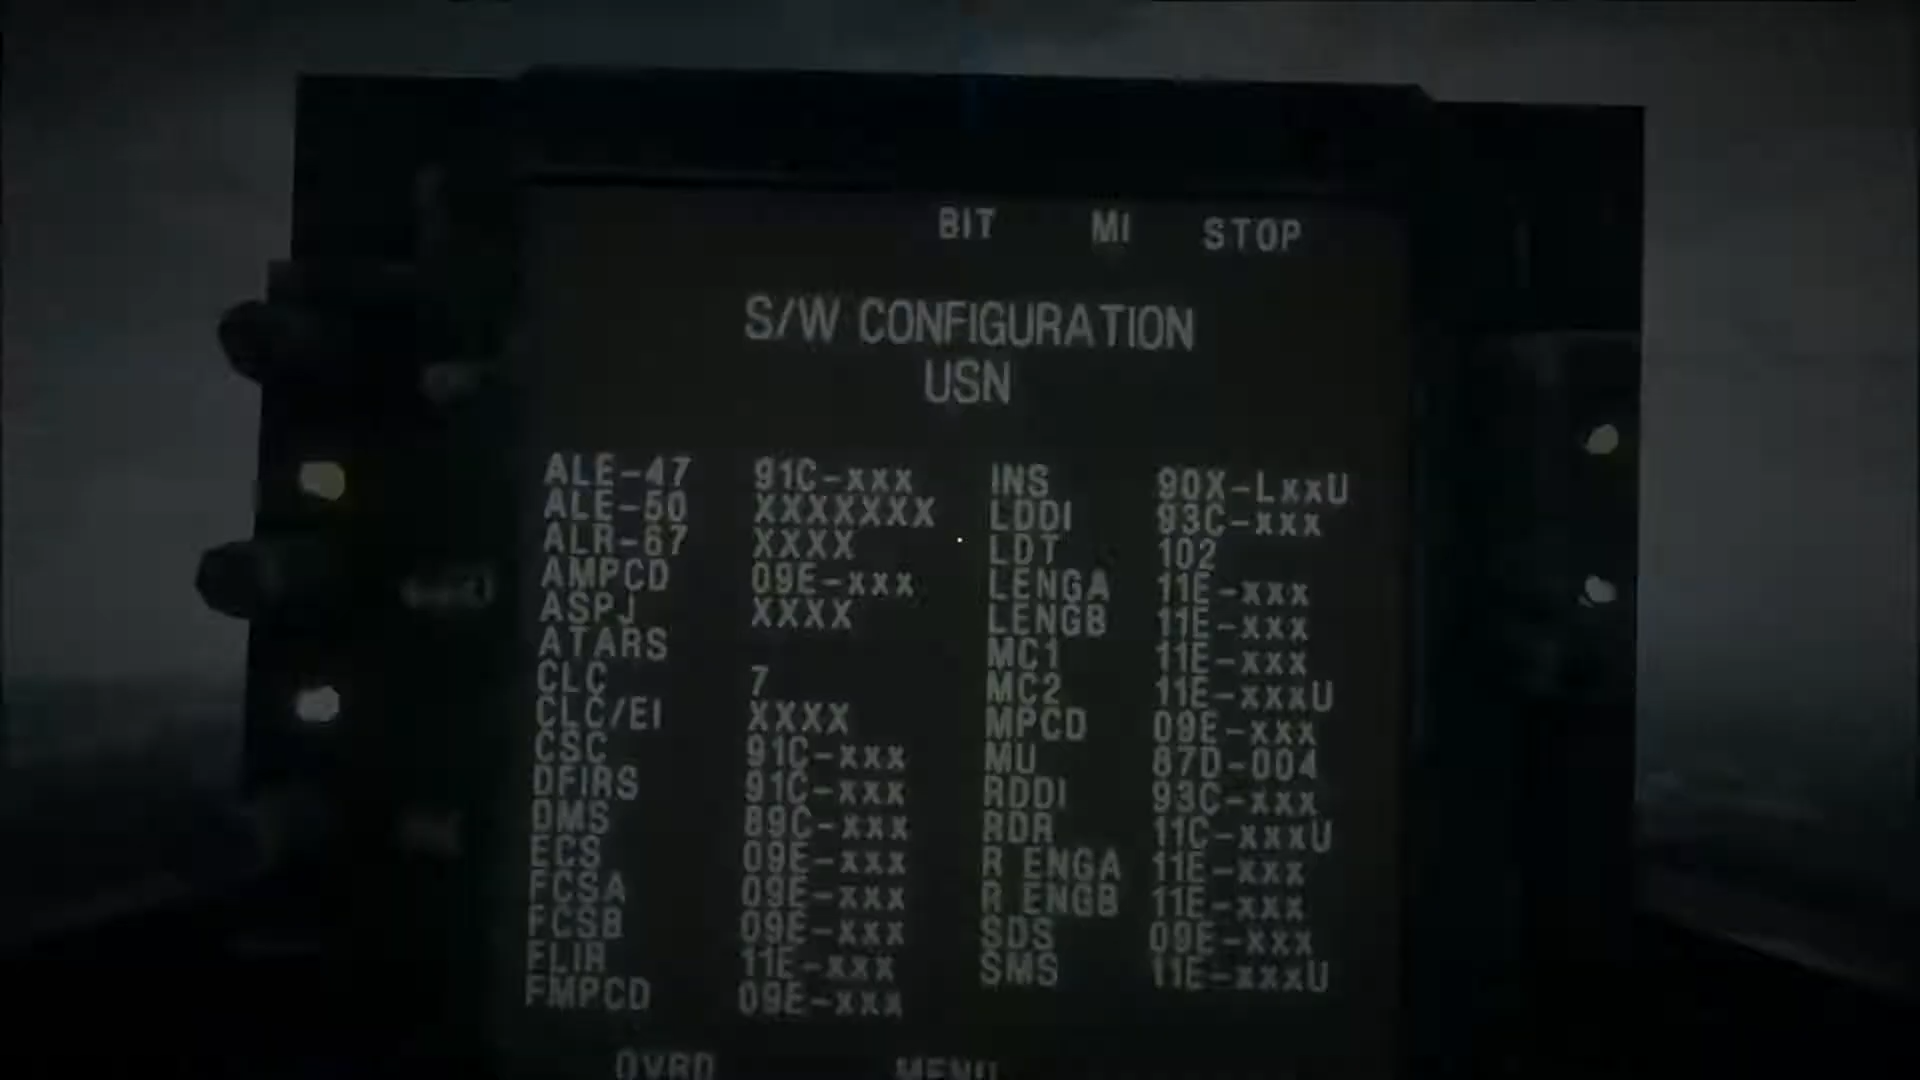 BIT MI STOP
S/W CONFIGURATION
USN
ALE-47 91C-xxx INS 90X-LxxU
ALE-50 XXXXXXX LDDI 93C-xxx
ALR-67 XXXX LDT 102
AMPCD 09E-xxx LENGA 11E-xxx
ASPJ XXXX LENGB 11E-xxx
ATARS MC1 11E-xxx
CLC 7 MC2 11E-xxxU
CLC/EI XXXX MPCD 09E-xxx
CSC 91C-xxx MU 87D-004
DFIRS 91C-xxx RDDI 93C-xxx
DMS 89C-xxx RDR 11C-xxxU
ECS 09E-xxx R ENGA 11E-xxx
FCSA 09E-xxx R ENGB 11E-xxx
FCSB 09E-xxx SDS 09E-xxx
FLIR 11E-xxx SMS 11E-xxxU
FMPCD 09E-xxx
OVRD MENU